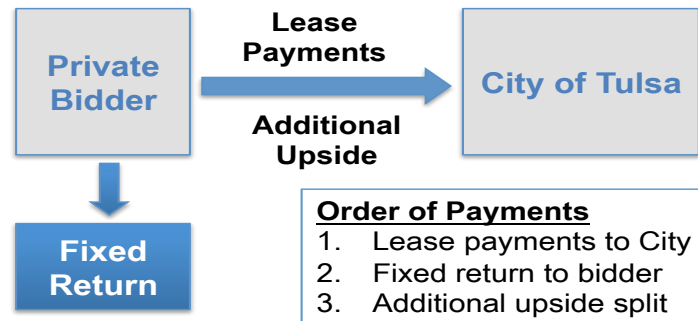 Private
Bidder
Lease
Payments
City of Tulsa
Additional
Upside
Fixed
Return
Order of Payments
1. Lease payments to City
2. Fixed return to bidder
3. Additional upside split